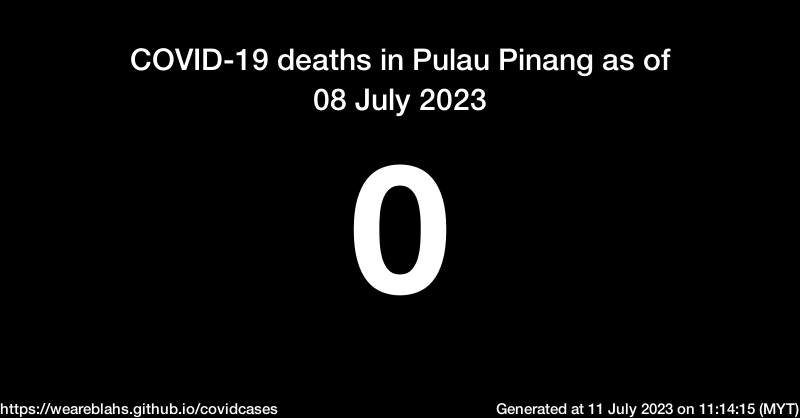 COVID-19 deaths in Pulau Pinang as of
08 July 2023
0
https://weareblahs.github.io/covidcases
Generated at 11 July 2023 on 11:14:15 (MYT)